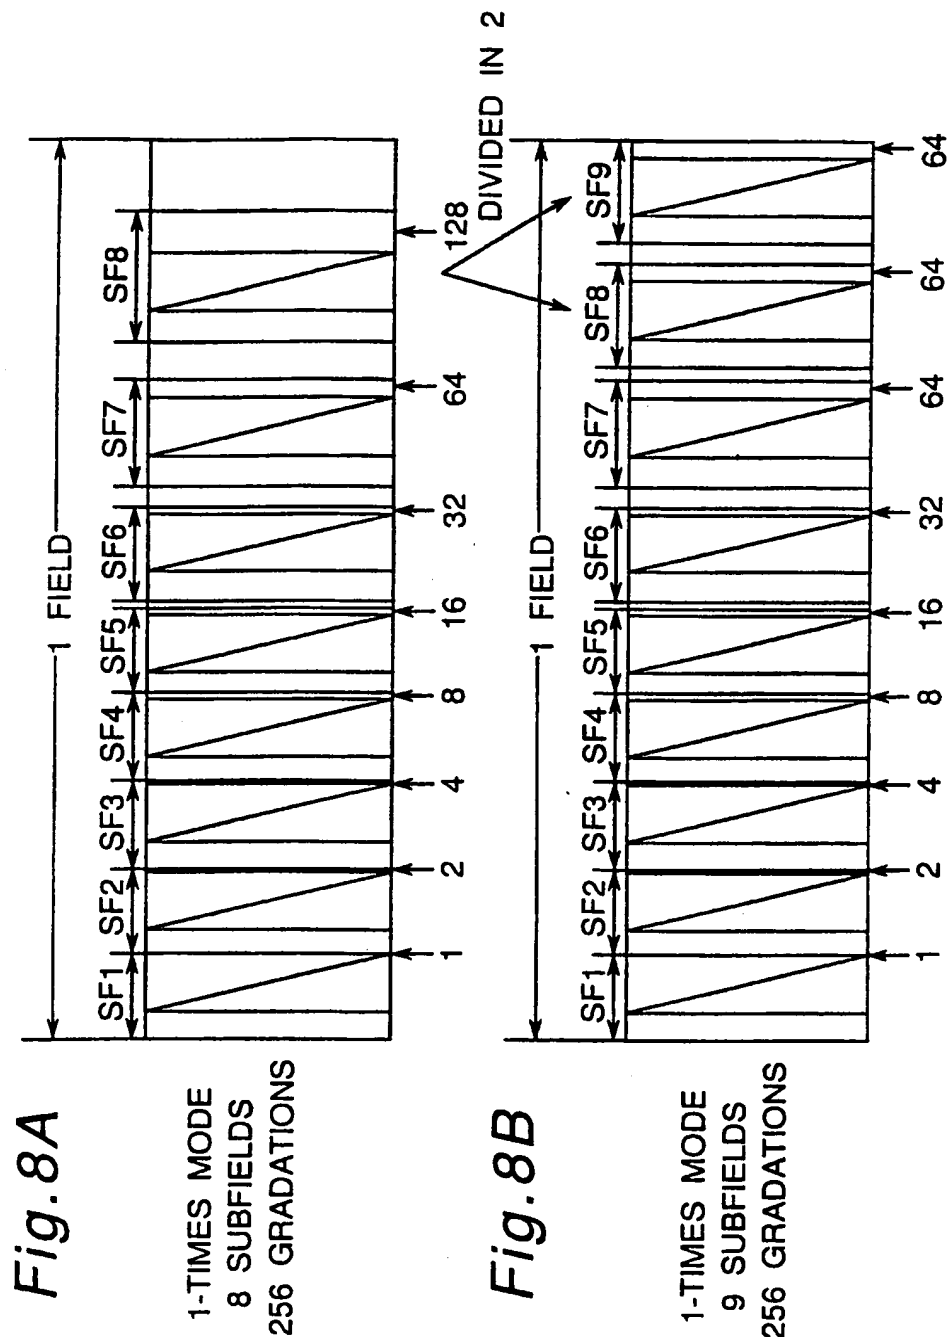 Fig.8A
1-TIMES MODE
8 SUBFIELDS
256 GRADATIONS
1 FIELD
SF1 SF2 SF3 SF4 SF5 SF6 SF7 SF8
1 2 4 8 16 32 64 128
DIVIDED IN 2
Fig.8B
1-TIMES MODE
9 SUBFIELDS
256 GRADATIONS
1 FIELD
SF1 SF2 SF3 SF4 SF5 SF6 SF7 SF8 SF9
1 2 4 8 16 32 64 64 64